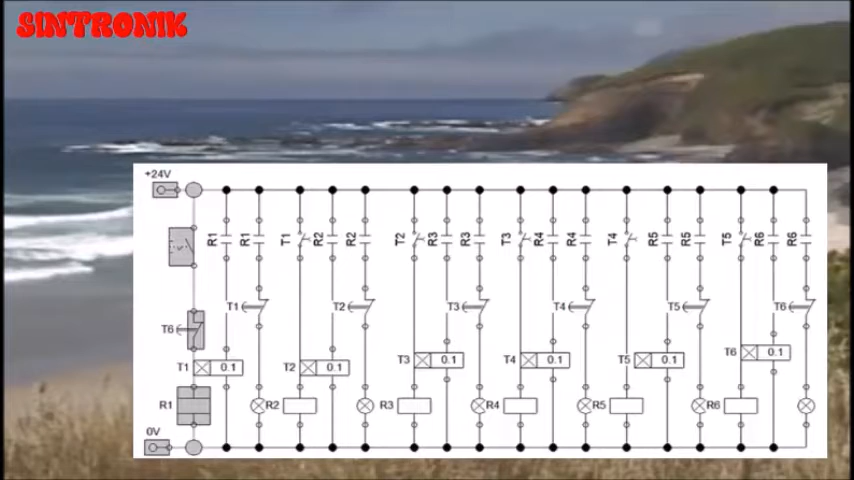 SINTRONIK
+24V
R1 R1 T1 R2 R2 T2 R3 R3 T3 R4 R4 T4 R5 R5 T5 R6 R6
T1 T2 T3 T4 T5 T6
T6
T1 0.1 T2 0.1 T3 0.1 T4 0.1 T5 0.1 T6 0.1
R1 R2 R3 R4 R5 R6
0V